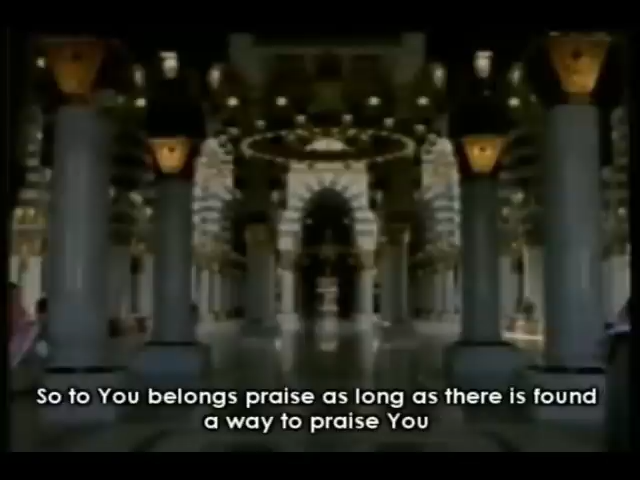 So to You belongs praise as long as there is found
a way to praise You